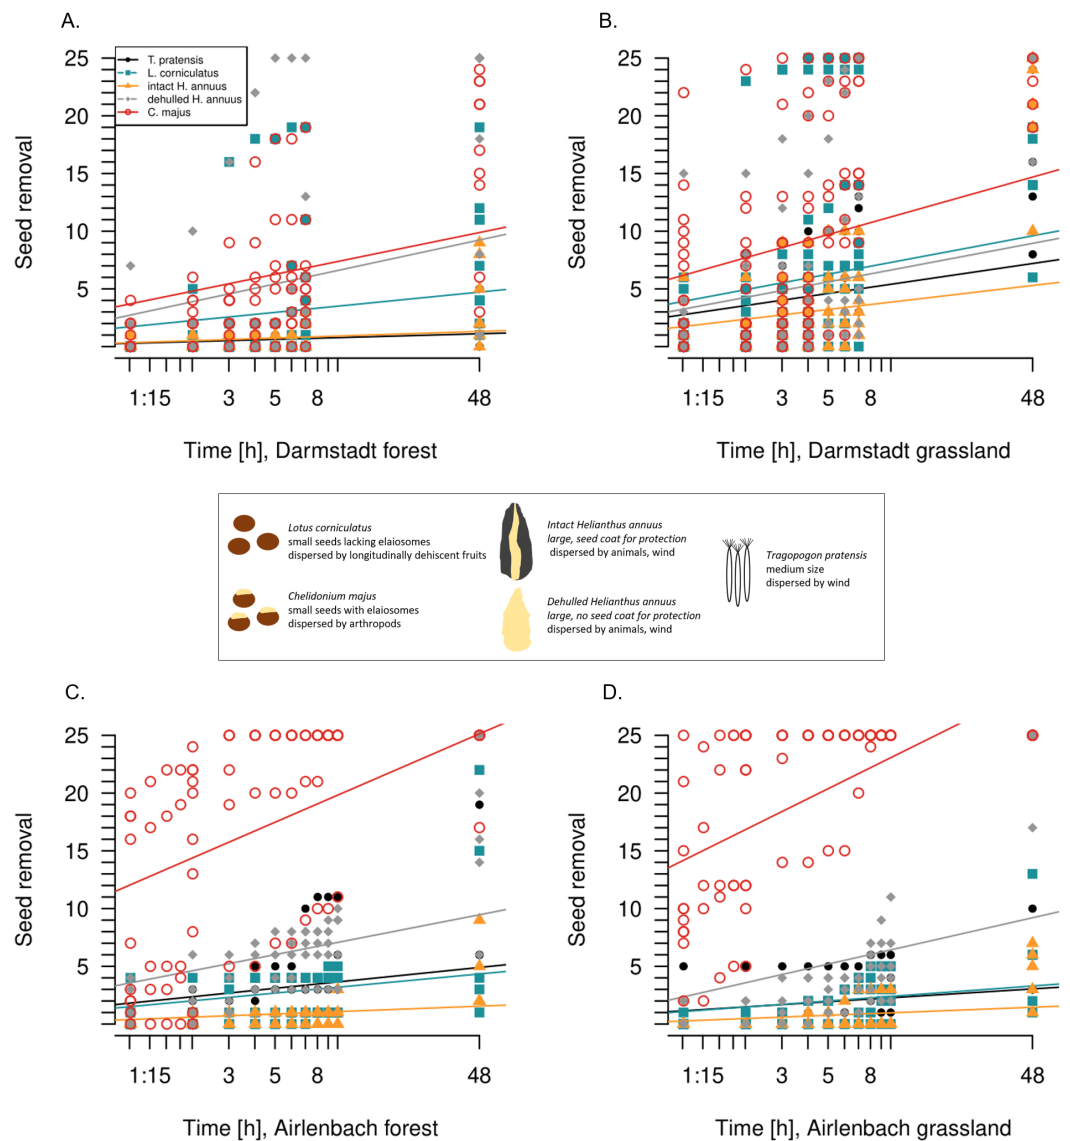 A.
B.
25
20
15
10
5
Seed removal
T. pratensis
L. corniculatus
intact H. annuus
dehulled H. annuus
C. majus
1:15 3 5 8 48
Time [h], Darmstadt forest
25
20
15
10
5
Seed removal
1:15 3 5 8 48
Time [h], Darmstadt grassland
Lotus corniculatus
small seeds lacking elaiosomes
dispersed by longitudinally dehiscent fruits
Chelidonium majus
small seeds with elaiosomes
dispersed by arthropods
Intact Helianthus annuus
large, seed coat for protection
dispersed by animals, wind
Dehulled Helianthus annuus
large, no seed coat for protection
dispersed by animals, wind
Tragopogon pratensis
medium size
dispersed by wind
C.
D.
25
20
15
10
5
Seed removal
1:15 3 5 8 48
Time [h], Airlenbach forest
25
20
15
10
5
Seed removal
1:15 3 5 8 48
Time [h], Airlenbach grassland